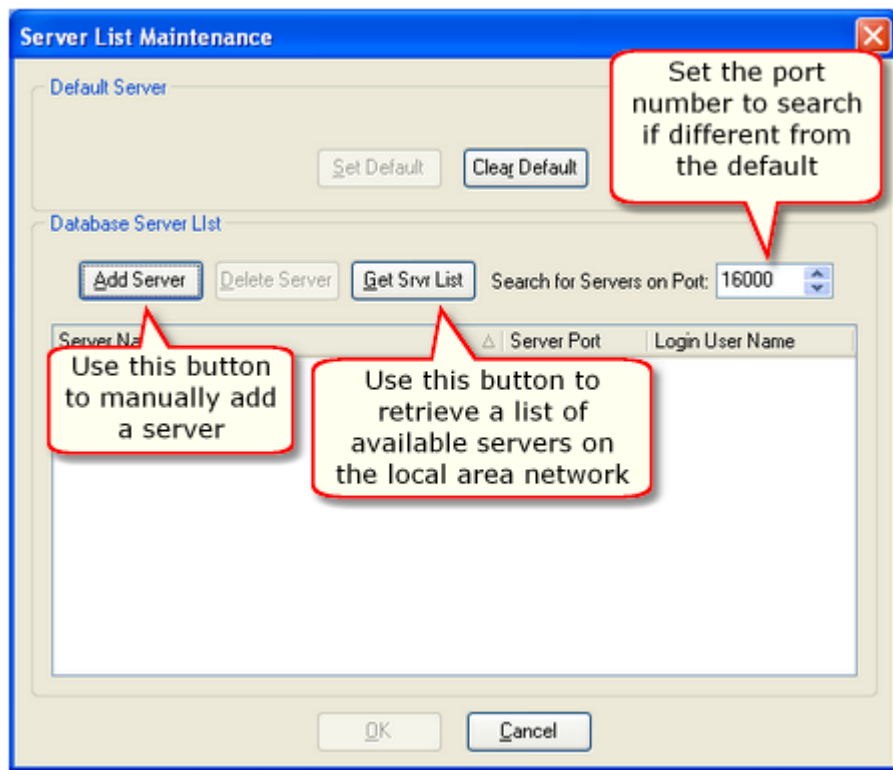 Server List Maintenance
Set the port
number to search
if different from
the default
Default Server
Set Default
Clear Default
Database Server LIst
Add Server
Delete Server
Get Srvr List
Search for Servers on Port:
16000
Server Port
Login User Name
Server
Use this button
to manually add
a server
Use this button to
retrieve a list of
available servers on
the local area network
OK
Cancel